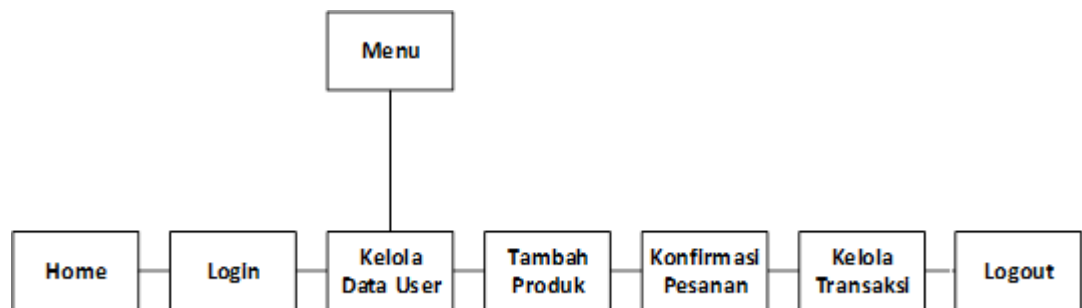 Menu
Home
Login
Kelola
Data User
Tambah
Produk
Konfirmasi
Pesanan
Kelola
Transaksi
Logout